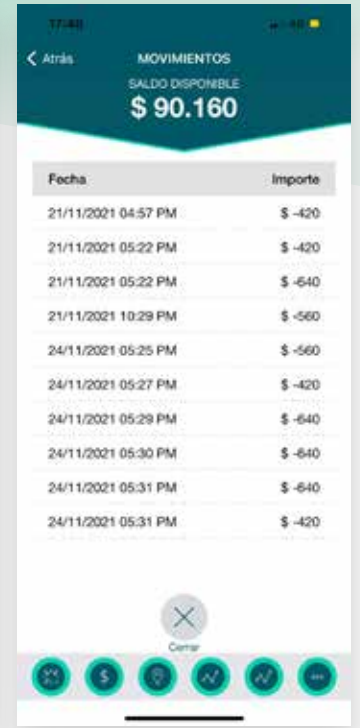 17:40
4G
Atrás MOVIMIENTOS
SALDO DISPONIBLE
$ 90.160
Fecha Importe
21/11/2021 04:57 PM $ -420
21/11/2021 05:22 PM $ -420
21/11/2021 05:22 PM $ -640
21/11/2021 10:29 PM $ -560
24/11/2021 05:25 PM $ -560
24/11/2021 05:27 PM $ -420
24/11/2021 05:29 PM $ -640
24/11/2021 05:30 PM $ -640
24/11/2021 05:31 PM $ -640
24/11/2021 05:31 PM $ -420
Cerrar
$